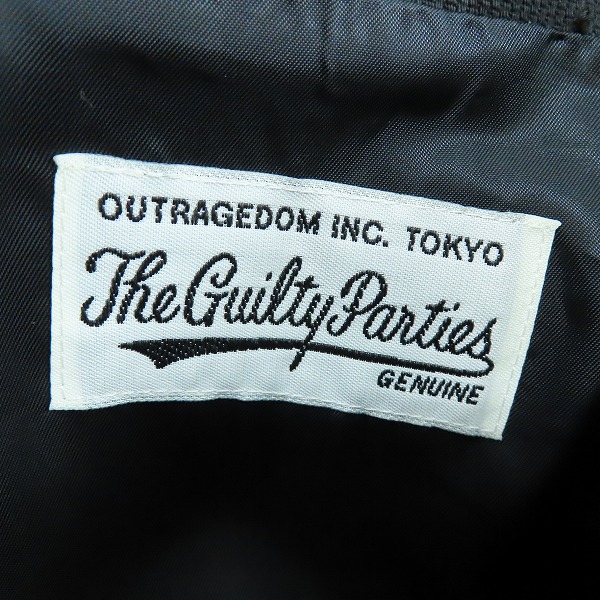 OUTRAGEDOM INC. TOKYO
The Guilty Parties
GENUINE